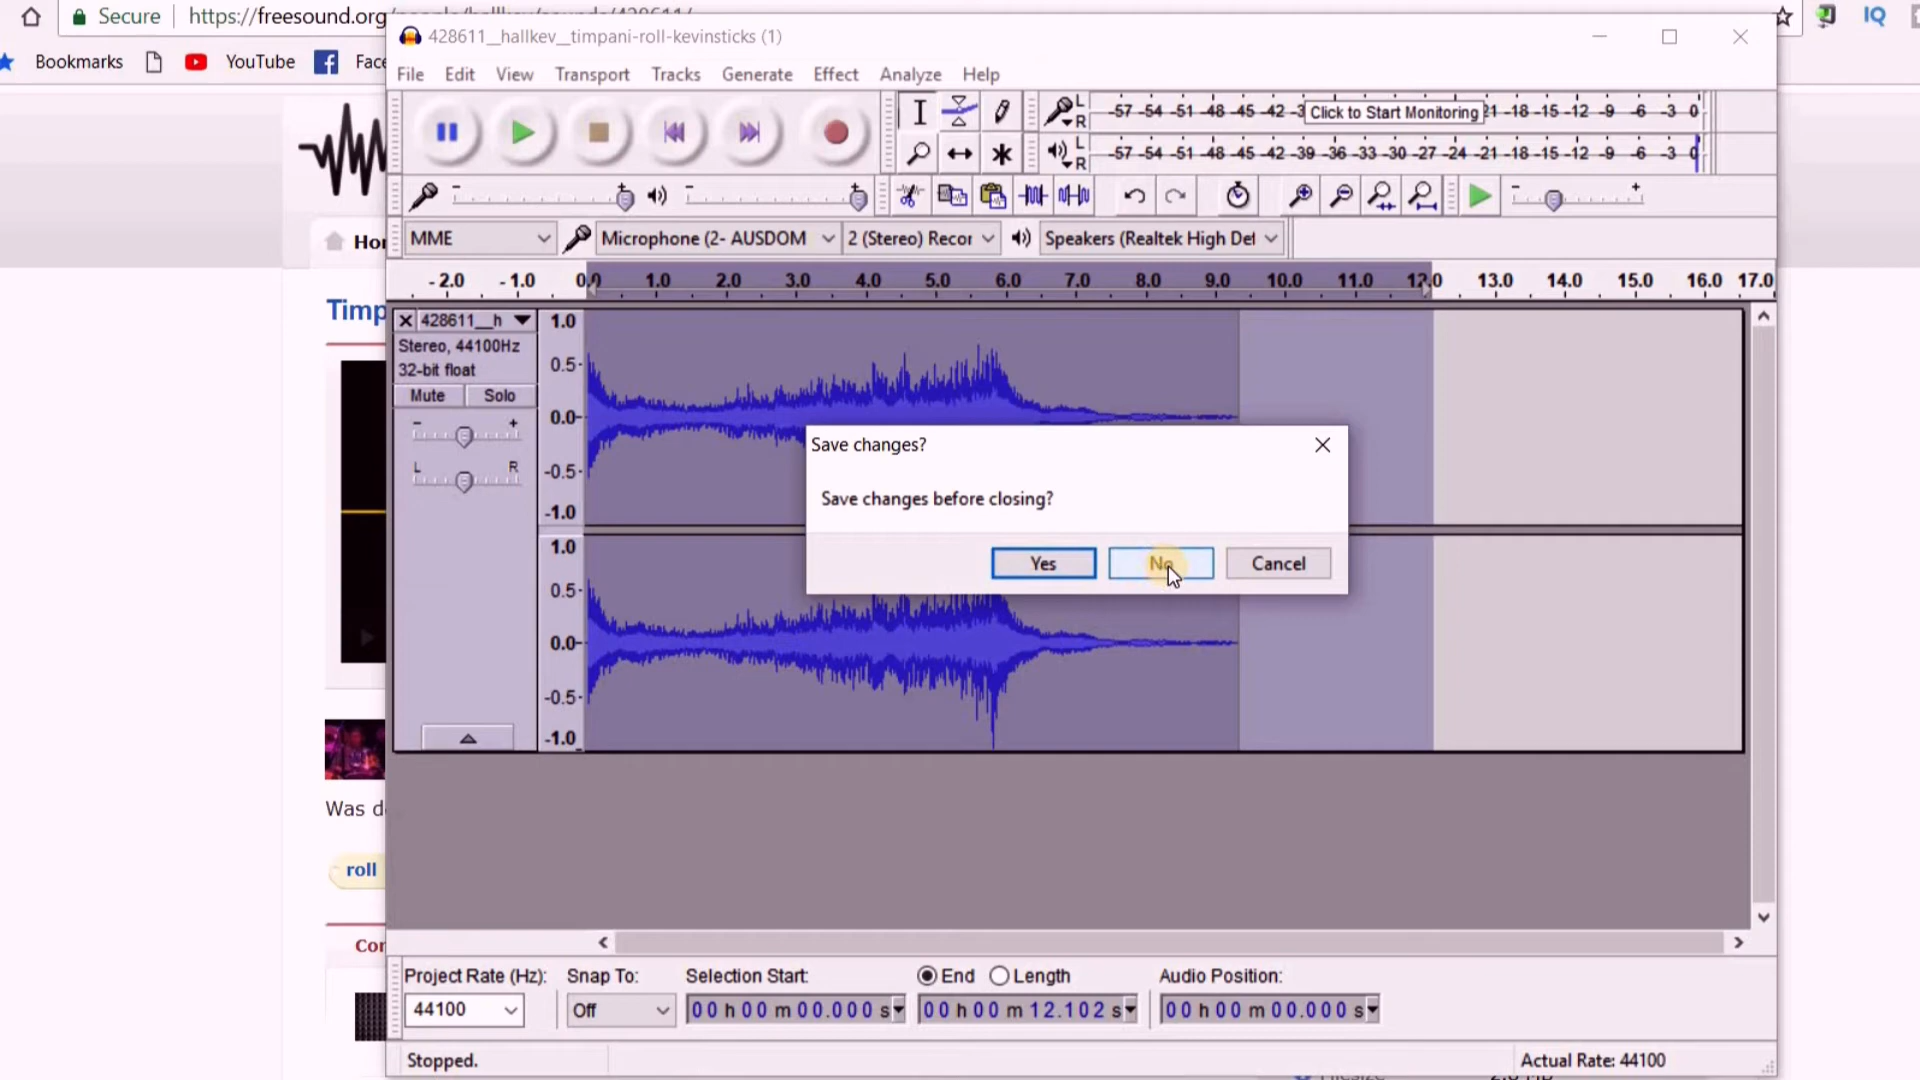 Secure https://freesound.org/people/hallkev/sounds/428611/
IQ
Bookmarks YouTube Face
428611__hallkev__timpani-roll-kevinsticks (1)
File Edit View Transport Tracks Generate Effect Analyze Help
L
R
-57 -54 -51 -48 -45 -42 -3 Click to Start Monitoring 21 -18 -15 -12 -9 -6 -3 0
L
R
-57 -54 -51 -48 -45 -42 -39 -36 -33 -30 -27 -24 -21 -18 -15 -12 -9 -6 -3 0
MME Microphone (2- AUSDOM 2 (Stereo) Recor Speakers (Realtek High Def
-2.0 -1.0 0.0 1.0 2.0 3.0 4.0 5.0 6.0 7.0 8.0 9.0 10.0 11.0 12.0 13.0 14.0 15.0 16.0 17.0
Hor
Timp
428611__h
Stereo, 44100Hz
32-bit float
Mute Solo
- +
L R
1.0
0.5
0.0
-0.5
-1.0
1.0
0.5
0.0
-0.5
-1.0
Save changes?
Save changes before closing?
Yes No Cancel
Was d
roll
Cor
Project Rate (Hz): Snap To: Selection Start: End Length Audio Position:
44100 Off 00 h 00 m 00.000 s 00 h 00 m 12.102 s 00 h 00 m 00.000 s
Stopped. Actual Rate: 44100